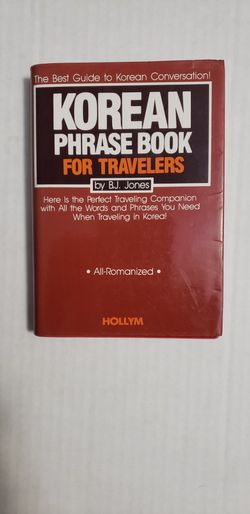 The Best Guide to Korean Conversation!
KOREAN
PHRASE BOOK
FOR TRAVELERS
by B.J. Jones
Here Is the Perfect Traveling Companion
with All the Words and Phrases You Need
When Traveling in Korea!
• All-Romanized •
HOLLYM